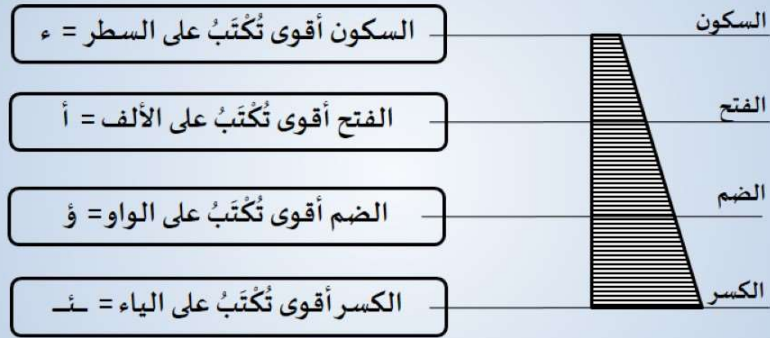 السكون
السكون أقوى تُكْتَبُ على السطر = ء
الفتح
الفتح أقوى تُكْتَبُ على الألف = أ
الضم
الضم أقوى تُكْتَبُ على الواو= ؤ
الكسر
الكسر أقوى تُكْتَبُ على الياء = ـئـ